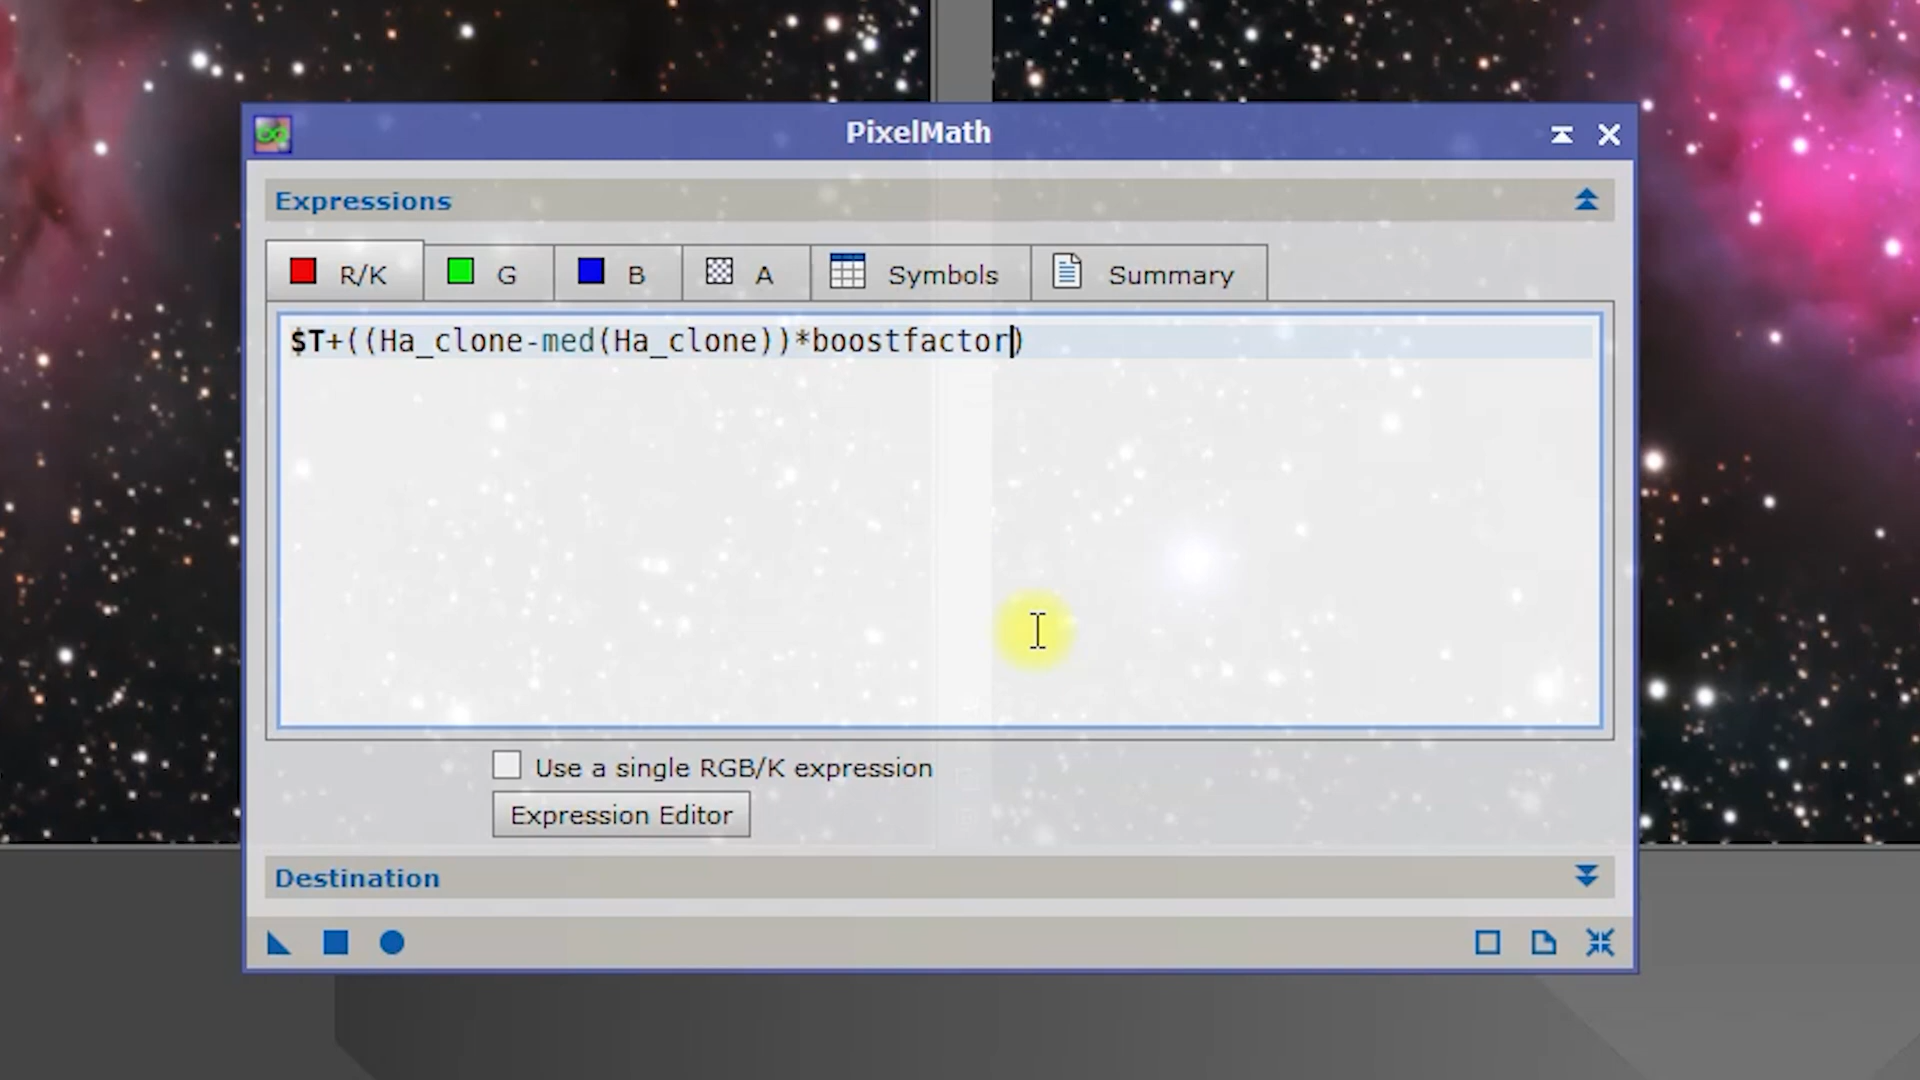 PixelMath
Expressions
R/K
G
B
A
Symbols
Summary
$T+((Ha_clone-med(Ha_clone))*boostfactor)
Use a single RGB/K expression
Expression Editor
Destination